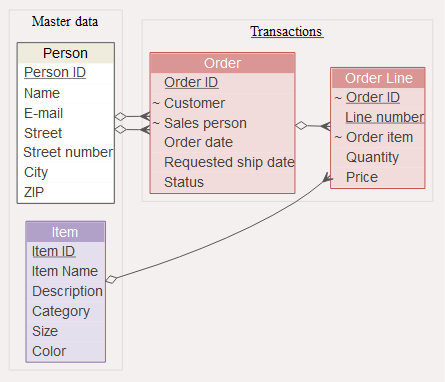 Master data
Person
Person ID
Name
E-mail
Street
Street number
City
ZIP
Item
Item ID
Item Name
Description
Category
Size
Color
Transactions
Order
Order ID
~ Customer
~ Sales person
Order date
Requested ship date
Status
Order Line
~ Order ID
Line number
~ Order item
Quantity
Price